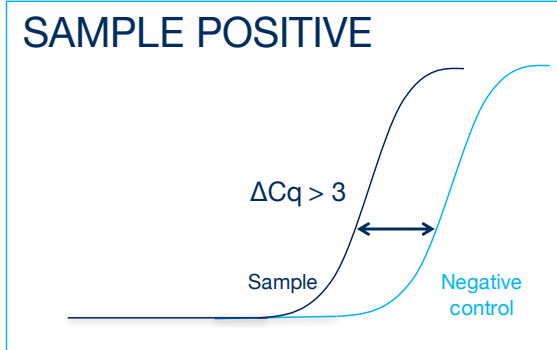 SAMPLE POSITIVE
ΔCq > 3
Sample
Negative
control